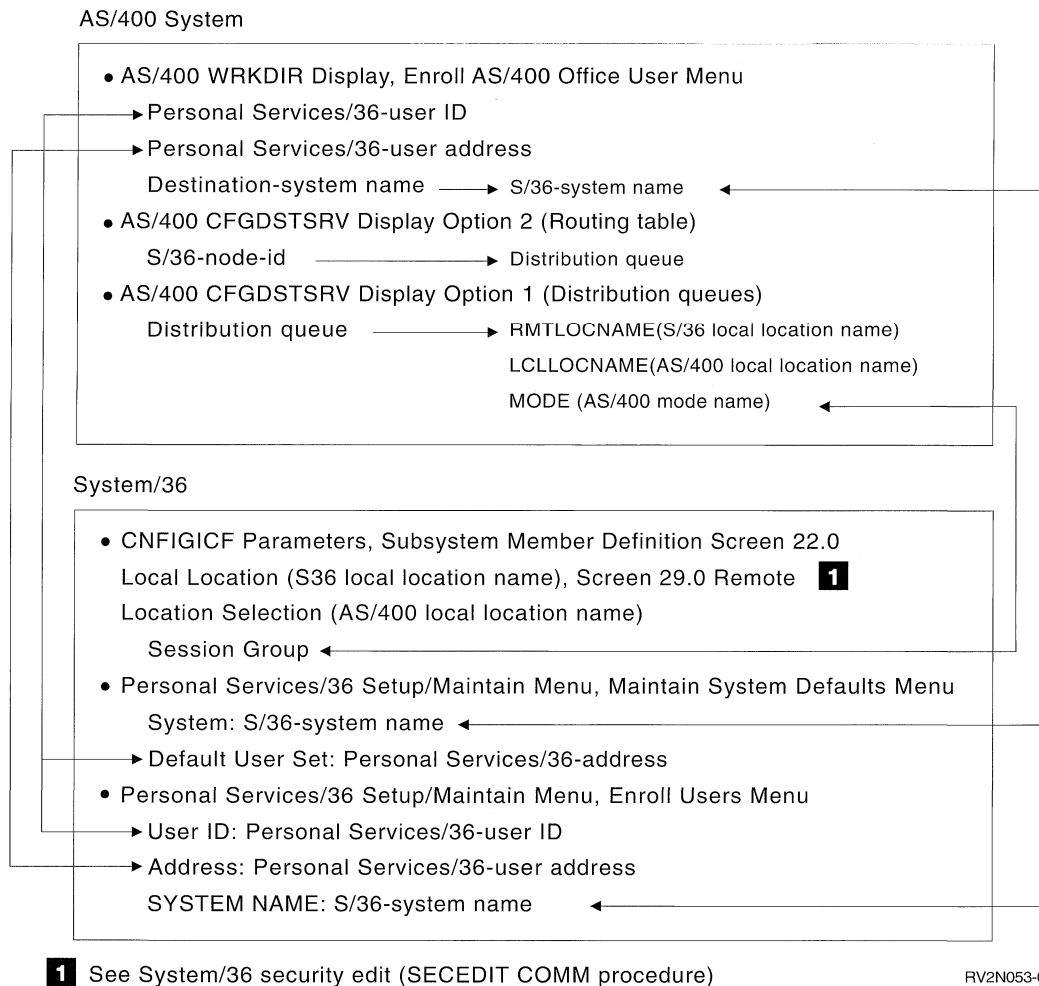 AS/400 System
• AS/400 WRKDIR Display, Enroll AS/400 Office User Menu
Personal Services/36-user ID
Personal Services/36-user address
Destination-system name S/36-system name
• AS/400 CFGDSTSRV Display Option 2 (Routing table)
S/36-node-id Distribution queue
• AS/400 CFGDSTSRV Display Option 1 (Distribution queues)
Distribution queue RMTLOCNAME(S/36 local location name)
LCLLOCNAME(AS/400 local location name)
MODE (AS/400 mode name)
System/36
• CNFIGICF Parameters, Subsystem Member Definition Screen 22.0
Local Location (S36 local location name), Screen 29.0 Remote 1
Location Selection (AS/400 local location name)
Session Group
• Personal Services/36 Setup/Maintain Menu, Maintain System Defaults Menu
System: S/36-system name
Default User Set: Personal Services/36-address
• Personal Services/36 Setup/Maintain Menu, Enroll Users Menu
User ID: Personal Services/36-user ID
Address: Personal Services/36-user address
SYSTEM NAME: S/36-system name
1 See System/36 security edit (SECEDIT COMM procedure)